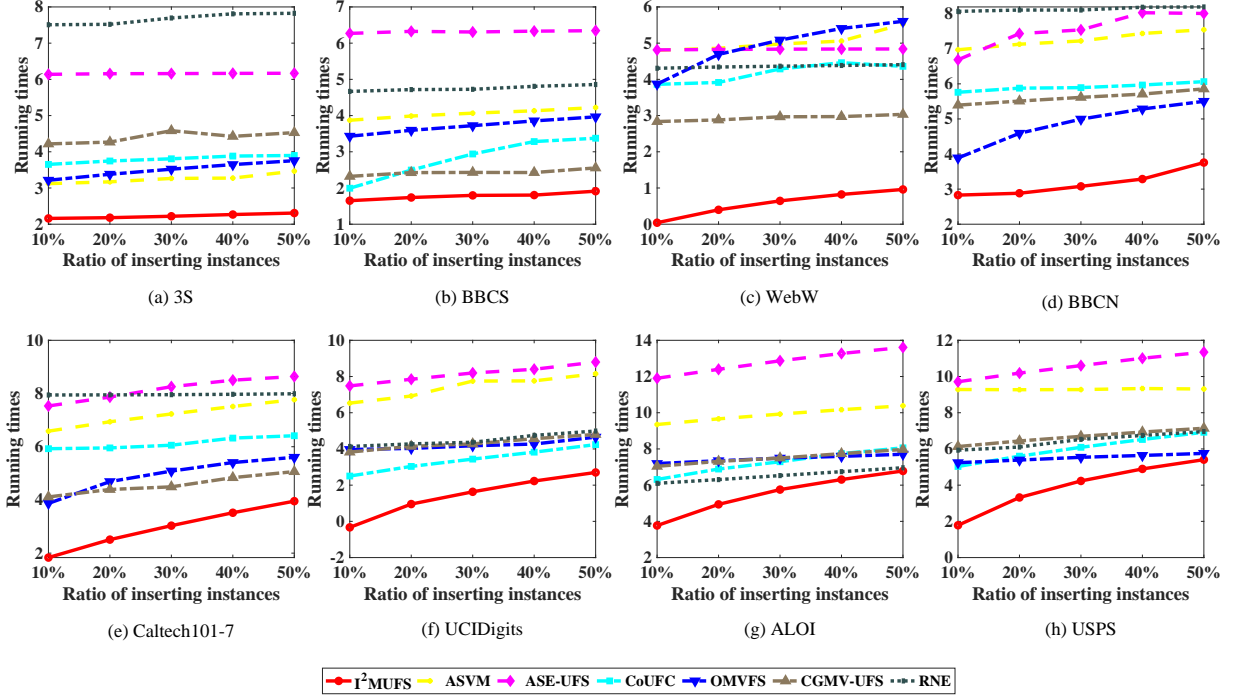 8
7
6
5
4
3
2
Running times
10% 20% 30% 40% 50%
Ratio of inserting instances
(a) 3S
7
6
5
4
3
2
1
Running times
10% 20% 30% 40% 50%
Ratio of inserting instances
(b) BBCS
6
5
4
3
2
1
0
Running times
10% 20% 30% 40% 50%
Ratio of inserting instances
(c) WebW
8
7
6
5
4
3
2
Running times
10% 20% 30% 40% 50%
Ratio of inserting instances
(d) BBCN
10
8
6
4
2
Running times
10% 20% 30% 40% 50%
Ratio of inserting instances
(e) Caltech101-7
10
8
6
4
2
0
-2
Running times
10% 20% 30% 40% 50%
Ratio of inserting instances
(f) UCIDigits
14
12
10
8
6
4
2
Running times
10% 20% 30% 40% 50%
Ratio of inserting instances
(g) ALOI
12
10
8
6
4
2
0
Running times
10% 20% 30% 40% 50%
Ratio of inserting instances
(h) USPS
I²MUFS ASVM ASE-UFS CoUFC OMVFS CGMV-UFS RNE